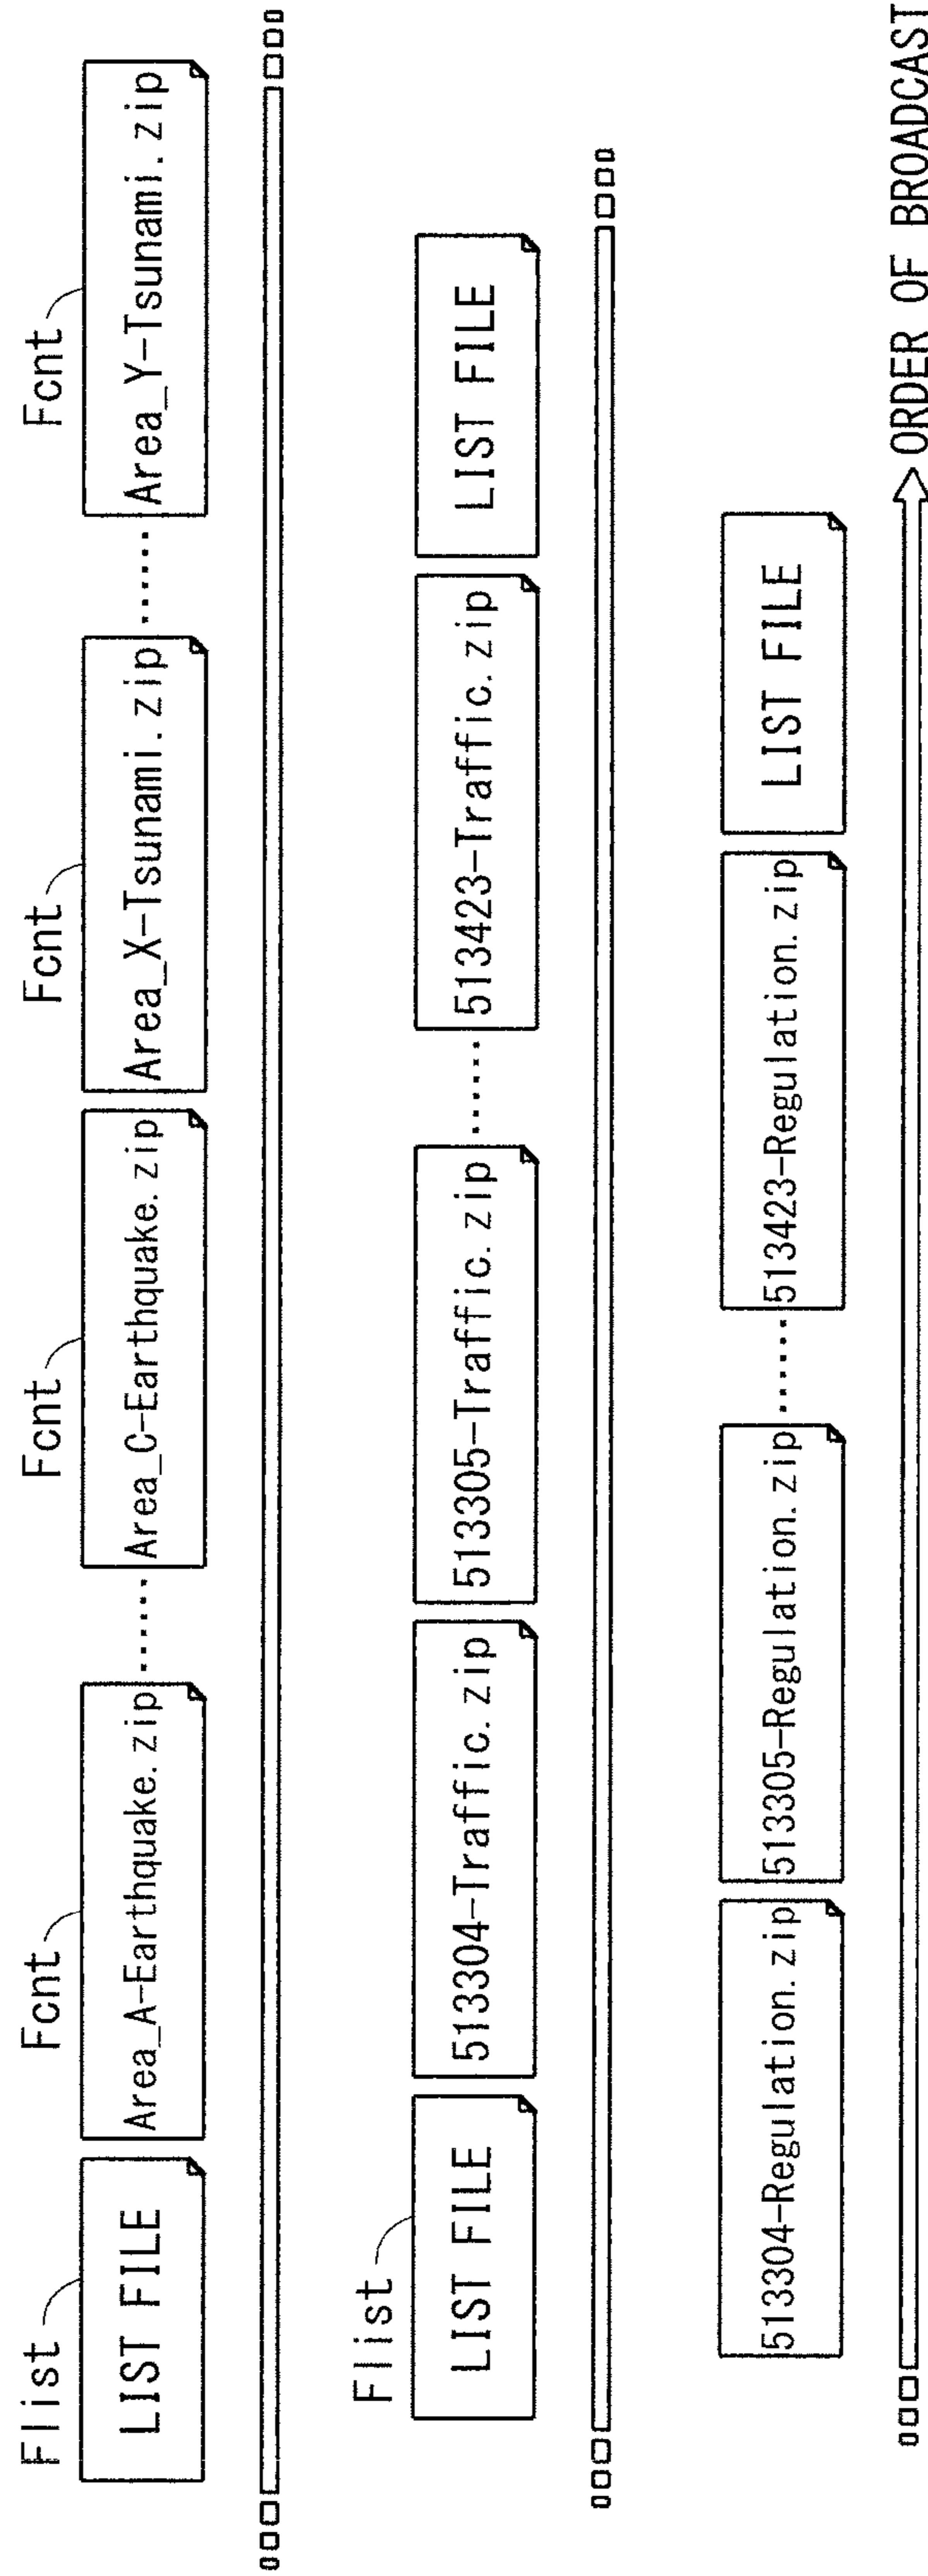 Flist Fcnt Fcnt Fcnt Fcnt
LIST FILE Area_A-Earthquake.zip ...... Area_C-Earthquake.zip Area_X-Tsunami.zip ...... Area_Y-Tsunami.zip
Flist
LIST FILE 513304-Traffic.zip 513305-Traffic.zip ...... 513423-Traffic.zip LIST FILE
513304-Regulation.zip 513305-Regulation.zip ...... 513423-Regulation.zip LIST FILE
ORDER OF BROADCAST